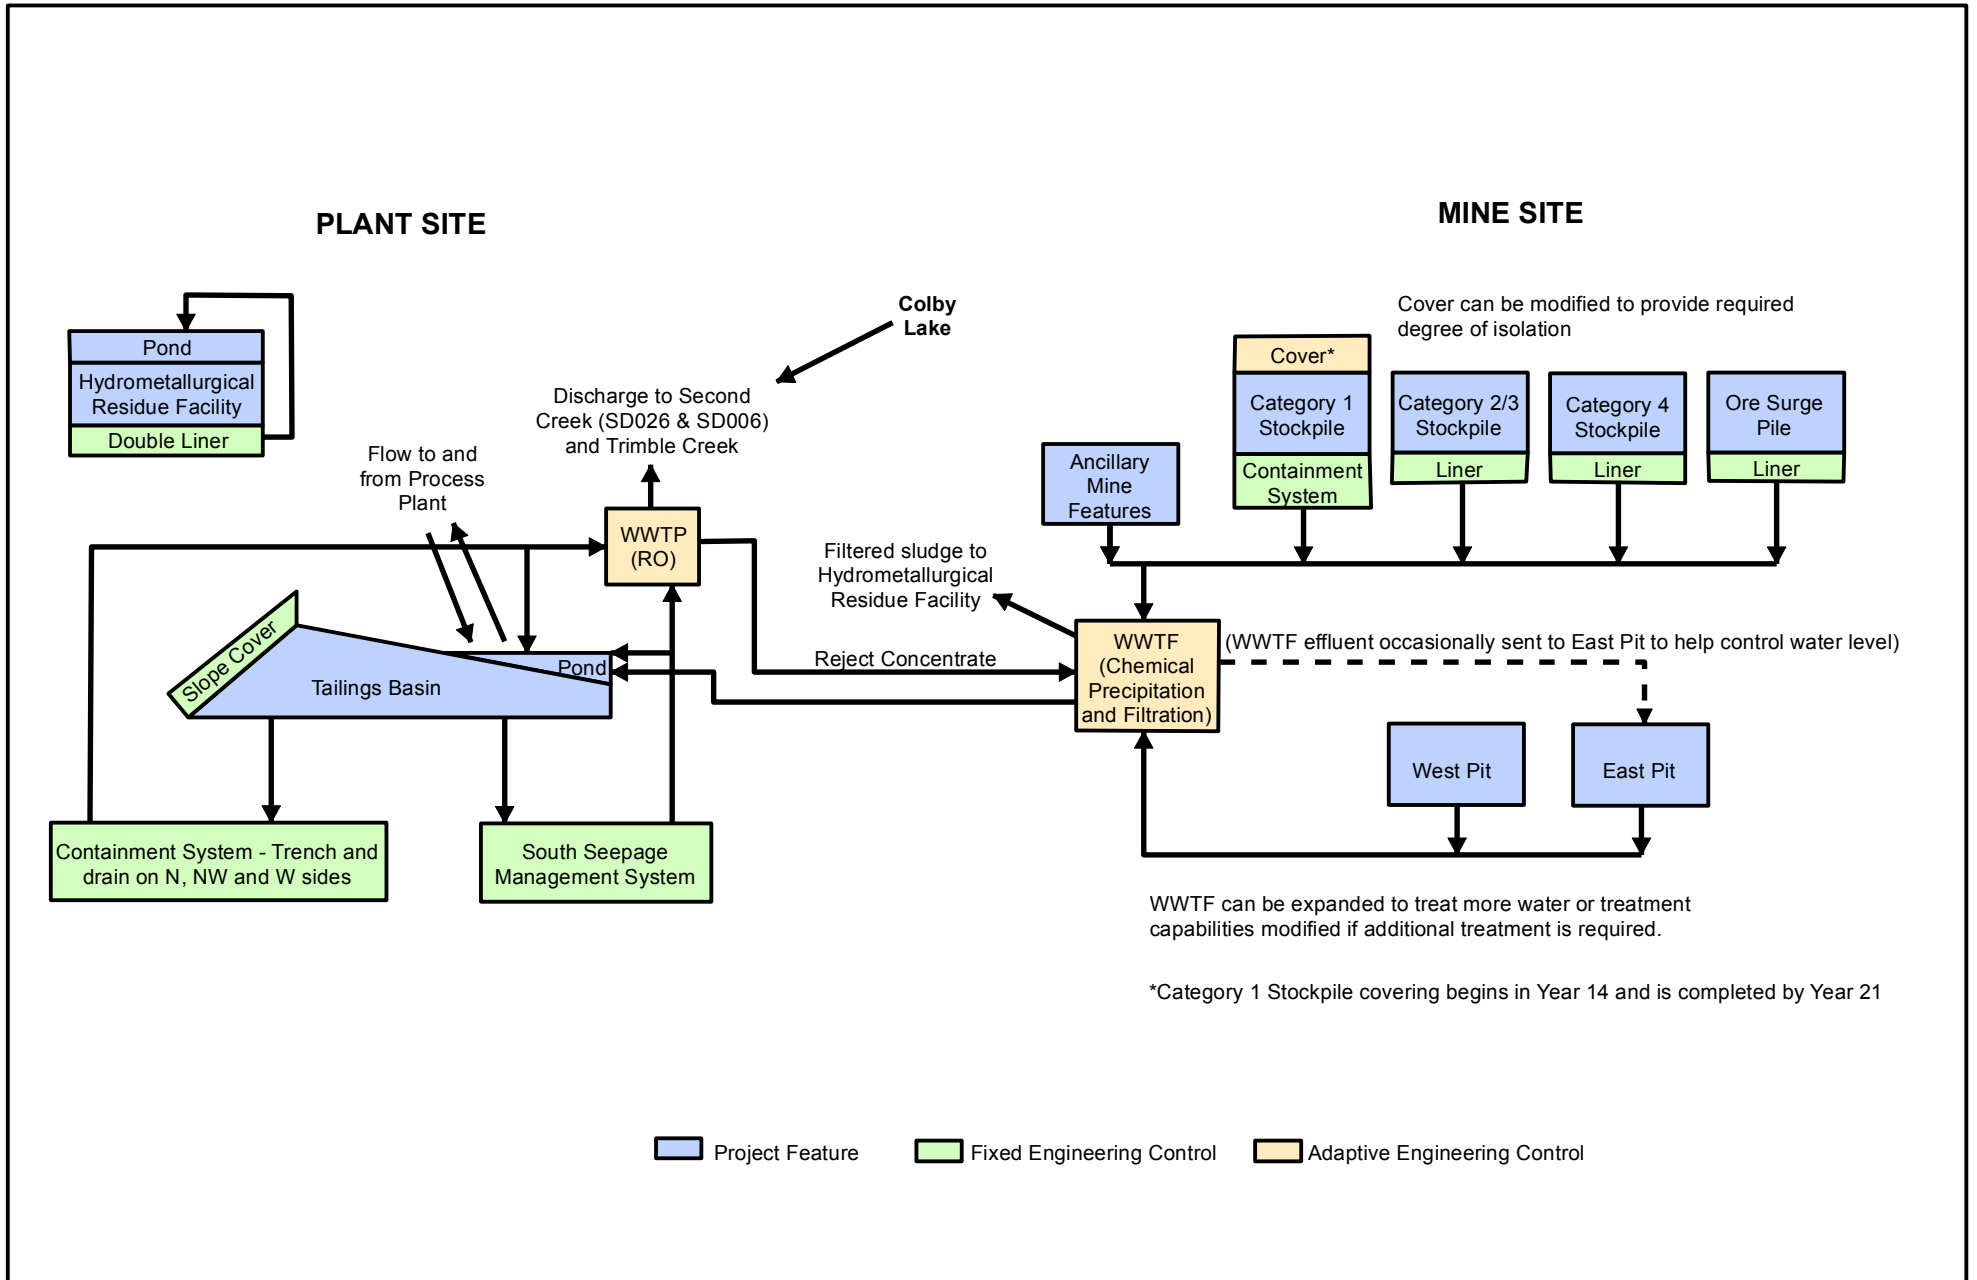 PLANT SITE
MINE SITE
Pond
Hydrometallurgical
Residue Facility
Double Liner
Flow to and
from Process
Plant
Discharge to Second
Creek (SD026 & SD006)
and Trimble Creek
Colby
Lake
WWTP
(RO)
Slope Cover
Tailings Basin
Pond
Containment System - Trench and
drain on N, NW and W sides
South Seepage
Management System
Reject Concentrate
Filtered sludge to
Hydrometallurgical
Residue Facility
Cover can be modified to provide required
degree of isolation
Cover*
Category 1
Stockpile
Containment
System
Category 2/3
Stockpile
Liner
Category 4
Stockpile
Liner
Ore Surge
Pile
Liner
Ancillary
Mine
Features
WWTF
(Chemical
Precipitation
and Filtration)
(WWTF effluent occasionally sent to East Pit to help control water level)
West Pit
East Pit
WWTF can be expanded to treat more water or treatment
capabilities modified if additional treatment is required.
*Category 1 Stockpile covering begins in Year 14 and is completed by Year 21
Project Feature
Fixed Engineering Control
Adaptive Engineering Control